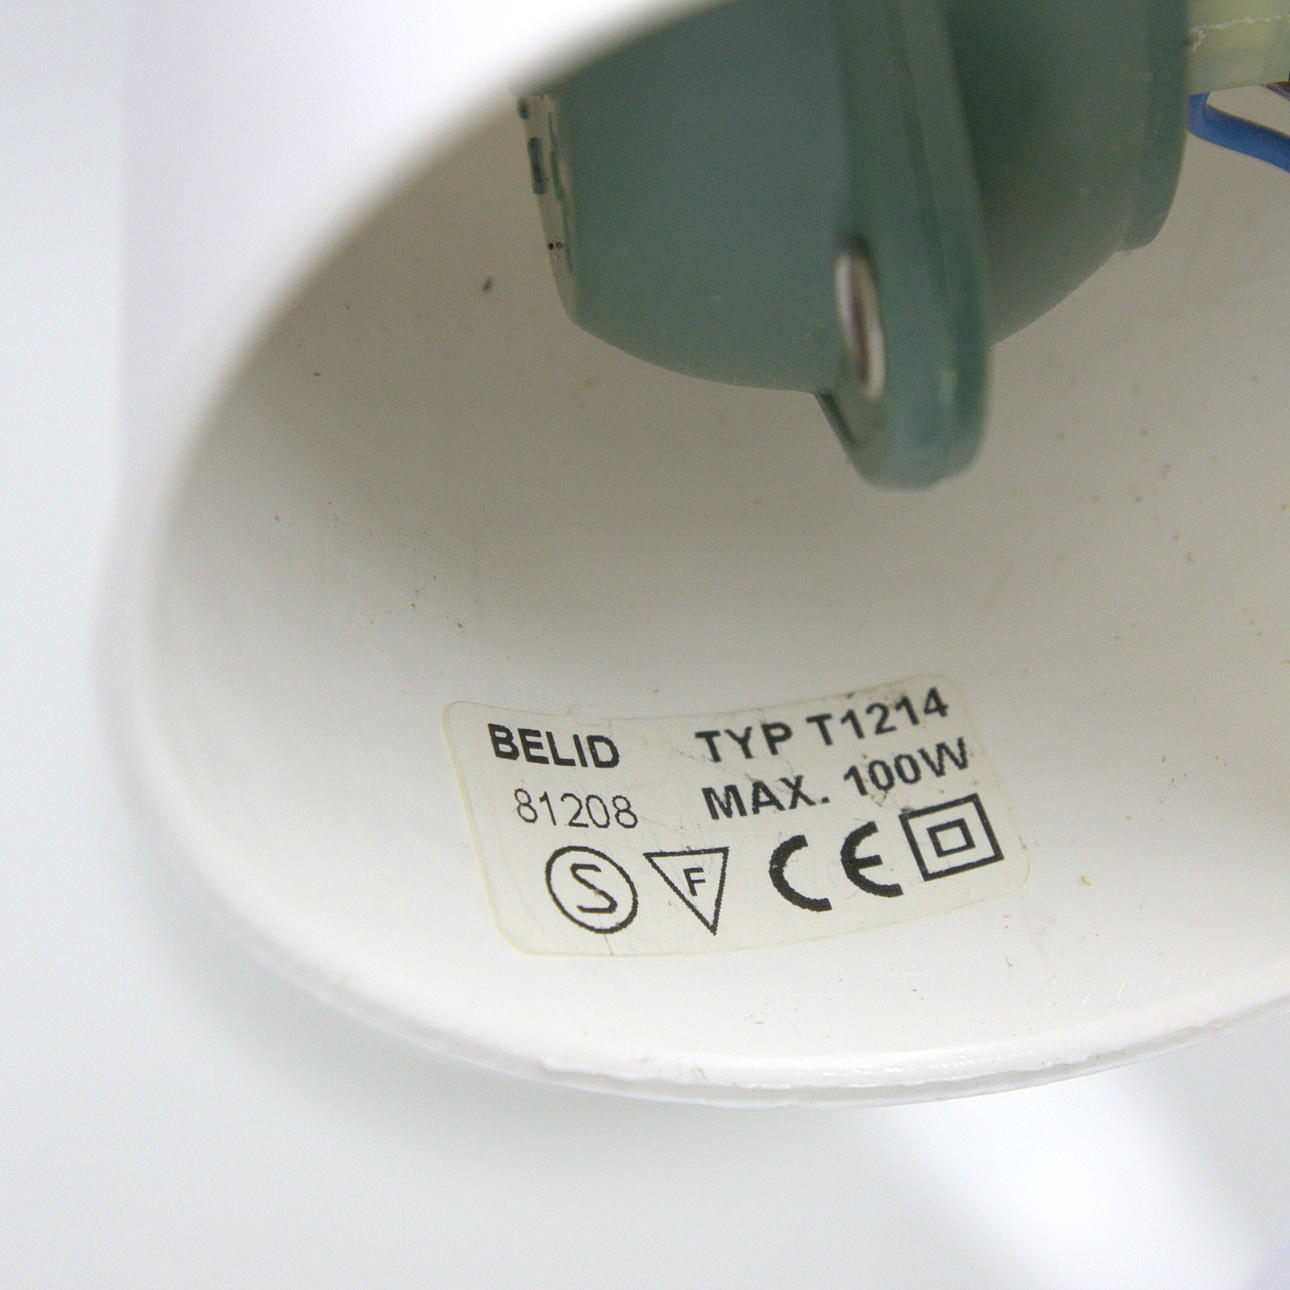 BELID TYP T1214
81208 MAX. 100W
S F CE